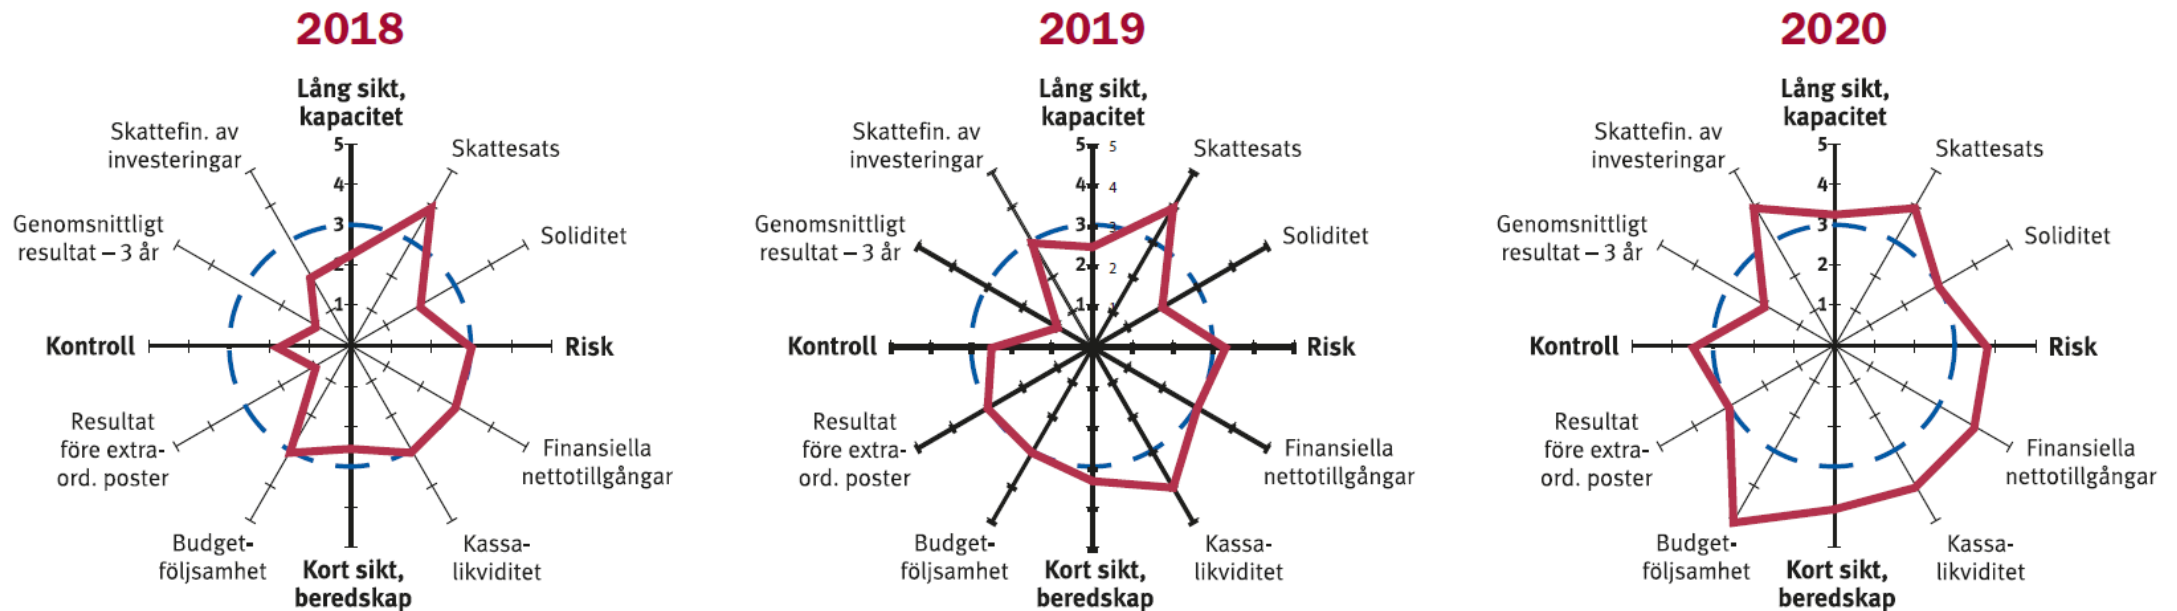 2018
Lång sikt,
kapacitet
Skattefin. av
investeringar
Skattesats
Genomsnittligt
resultat – 3 år
Soliditet
5
4
3
2
1
Kontroll
Risk
Resultat
före extra-
ord. poster
Finansiella
nettotillgångar
Budget-
följsamhet
Kassa-
likviditet
Kort sikt,
beredskap
2019
Lång sikt,
kapacitet
Skattefin. av
investeringar
Skattesats
Genomsnittligt
resultat – 3 år
Soliditet
5 5
4 4
3 3
2 2
1 1
Kontroll
Risk
Resultat
före extra-
ord. poster
Finansiella
nettotillgångar
Budget-
följsamhet
Kassa-
likviditet
Kort sikt,
beredskap
2020
Lång sikt,
kapacitet
Skattefin. av
investeringar
Skattesats
Genomsnittligt
resultat – 3 år
Soliditet
5
4
3
2
1
Kontroll
Risk
Resultat
före extra-
ord. poster
Finansiella
nettotillgångar
Budget-
följsamhet
Kassa-
likviditet
Kort sikt,
beredskap